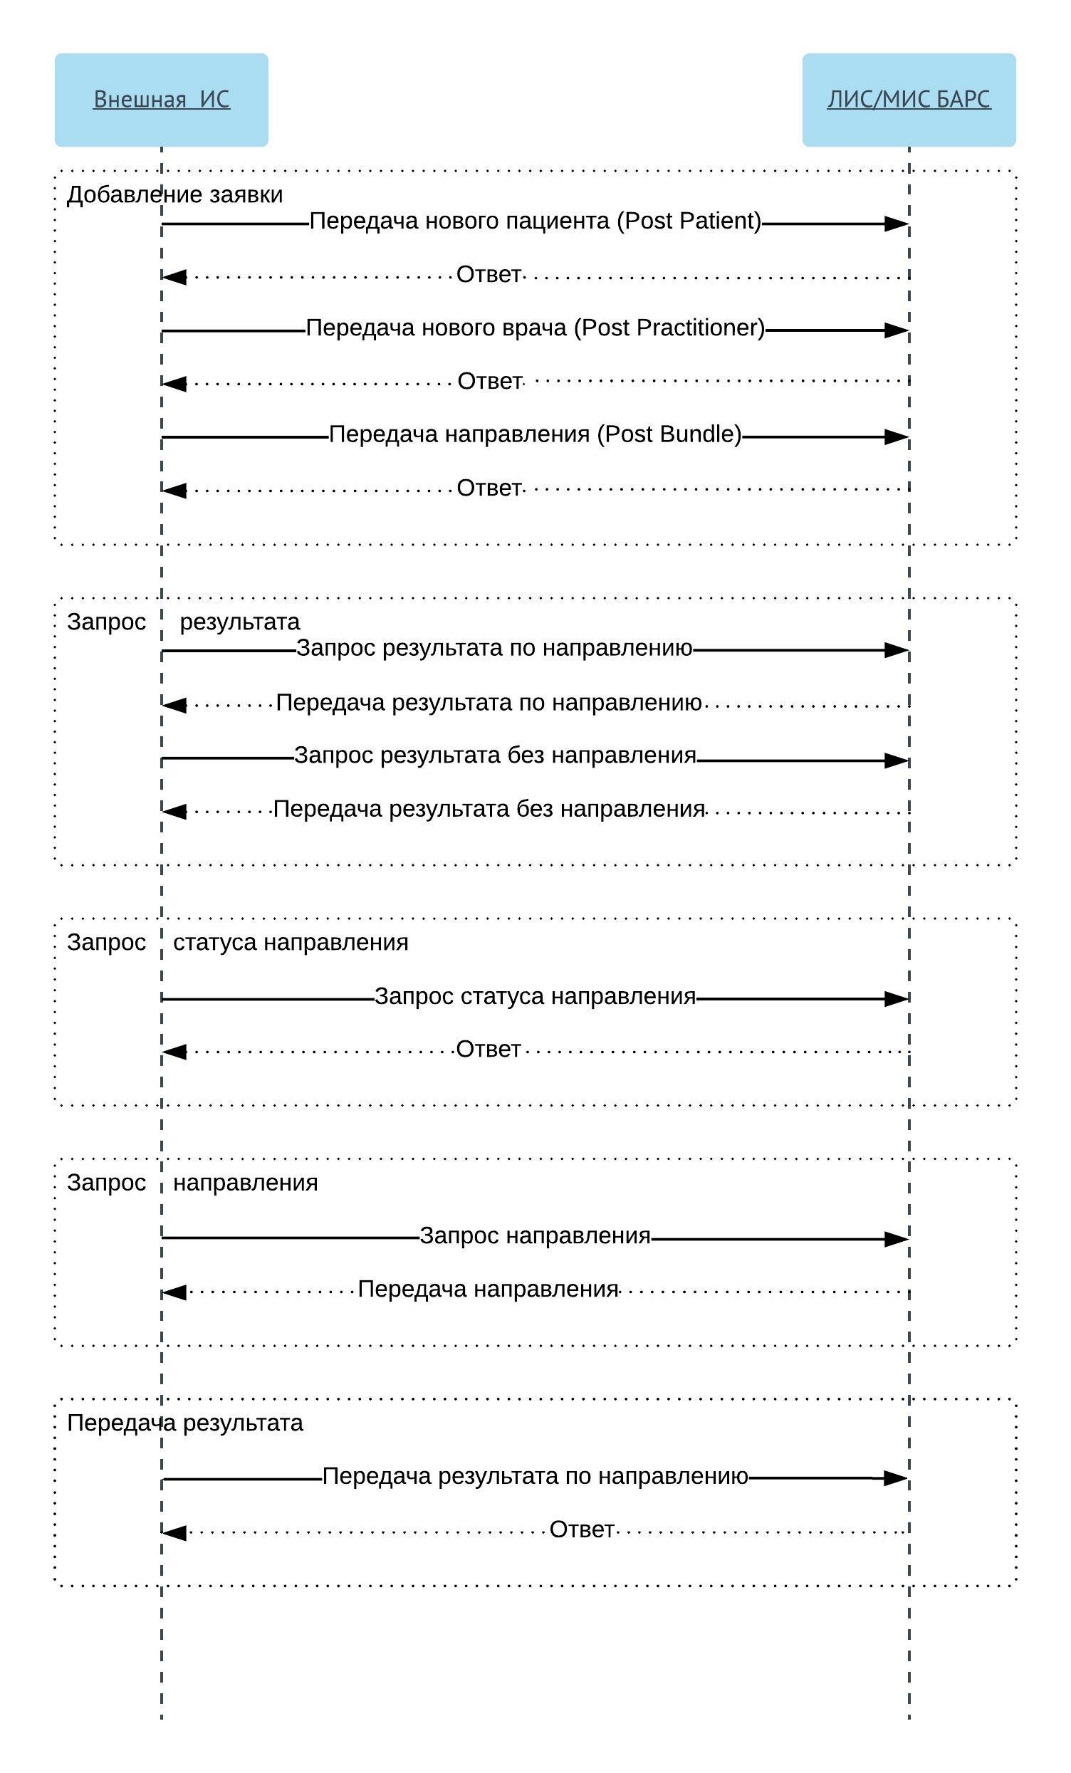 Внешная ИС
ЛИС/МИС БАРС
Добавление заявки
Передача нового пациента (Post Patient)
Ответ
Передача нового врача (Post Practitioner)
Ответ
Передача направления (Post Bundle)
Ответ
Запрос результата
Запрос результата по направлению
Передача результата по направлению
Запрос результата без направления
Передача результата без направления
Запрос статуса направления
Запрос статуса направления
Ответ
Запрос направления
Запрос направления
Передача направления
Передача результата
Передача результата по направлению
Ответ